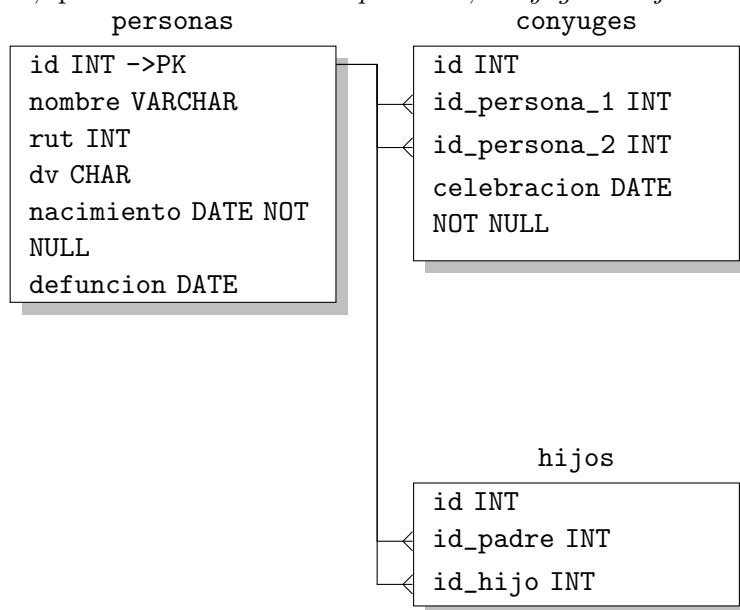 personas
id INT ->PK
nombre VARCHAR
rut INT
dv CHAR
nacimiento DATE NOT
NULL
defuncion DATE
conyuges
id INT
id_persona_1 INT
id_persona_2 INT
celebracion DATE
NOT NULL
hijos
id INT
id_padre INT
id_hijo INT